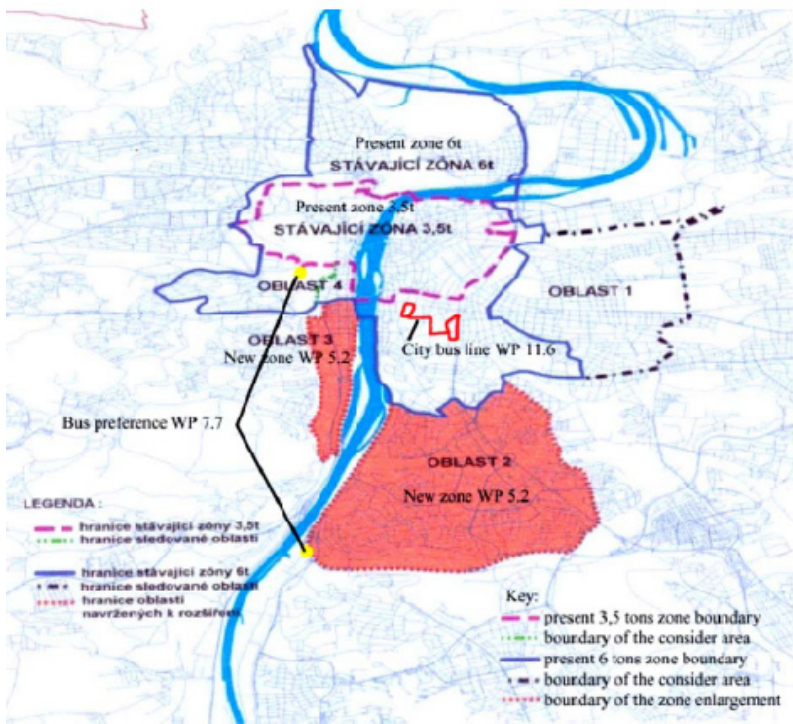 Present zone 6t
STÁVAJÍCÍ ZÓNA 6t
Present zone 3,5t
STÁVAJÍCÍ ZÓNA 3,5t
OBLAST 4
OBLAST 1
OBLAST 3
New zone WP 5.2
City bus line WP 11.6
Bus preference WP 7.7
OBLAST 2
New zone WP 5.2
LEGENDA :
hranice stávající zóny 3,5t
hranice sledované oblasti
hranice stávající zóny 6t
hranice sledované oblasti
hranice oblastí
navržených k rozšíření
Key:
present 3,5 tons zone boundary
boundary of the consider area
present 6 tons zone boundary
boundary of the consider area
boundary of the zone enlargement